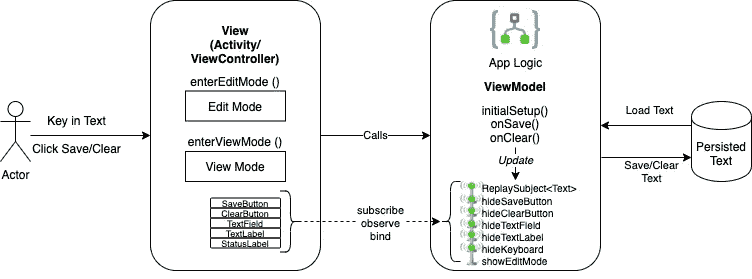 Actor
Key in Text
Click Save/Clear
View
(Activity/
ViewController)
enterEditMode ()
Edit Mode
enterViewMode ()
View Mode
SaveButton
ClearButton
TextField
TextLabel
StatusLabel
Calls
subscribe
observe
bind
App Logic
ViewModel
initialSetup()
onSave()
onClear()
Update
ReplaySubject<Text>
hideSaveButton
hideClearButton
hideTextField
hideTextLabel
hideKeyboard
showEditMode
Load Text
Save/Clear
Text
Persisted
Text